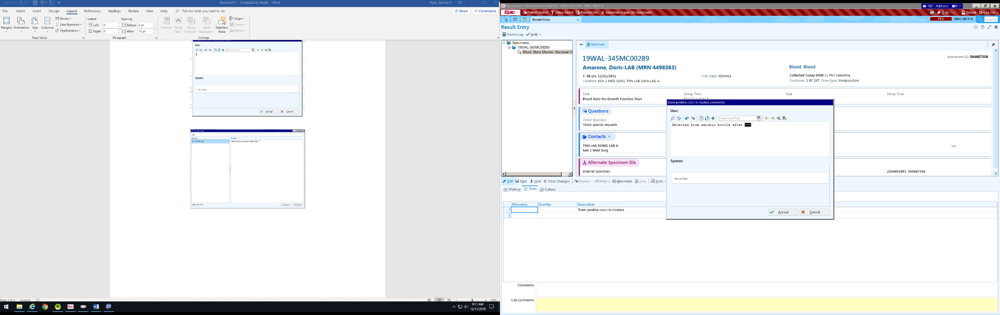 AutoSave Off
Document1 - Compatibility Mode - Word
Fryer, Jennifer E
File Home Insert Design Layout References Mailings Review View Help Tell me what you want to do
Share Comments
Margins Orientation Size Columns
Breaks
Line Numbers
Hyphenation
Page Setup
Indent
Left: 0"
Right: 0"
Spacing
Before: 0 pt
After: 10 pt
Paragraph
Position Wrap Text Bring Forward Send Backward Selection Pane
Align
Group
Rotate
Arrange
User:
Insert SmartText
System:
No active.
Accept Cancel
Matches
Preview
Detected from aerobic bottle after ***
Accept Cancel
Page 2 of 2 4 words
130%
9:11 AM
12/11/2019
Hyperspace - Aurora Smart Chart PLY - WAM ACL LAB - MIKE-MICR A.
102 : Add-ons 0
Epic Patient Station Setup Bench Result Entry Specimen Inquiry (By Specimen)
Print Secure Log Out
Result Entry
PLY MIKE-MICR A. Search
Result Entry
Comm Log Verify
Specimens
19WAL-345MC00289
Blood, Bone Marrow, Bacterial C
Summary
19WAL-345MC00289
Instrument ID: 564687356
Amarone, Doris-LAB (MRN 4498363)
Blood, Blood
F, 68 yrs, 12/11/1951
Coll. Dept: KENMS1
Collected Today 0400 by Phil Valentine
Location: KEN 1 MED SURG, TRN LAB Doris LAB, A
Container: 1 BC SET Draw type: Venipuncture
Task Setup Time Task Setup Time
Blood Auto No Growth Function Start Not Completed
Questions
Order Question
Micro special requests
Contacts
TRN LAB DORIS LAB A
Ken 1 Med Surg
N/A
Alternate Specimen IDs
Internal Specimen
2364693997, 564687356
Gram positive cocci in clusters comments
User:
Insert SmartText
Detected from aerobic bottle after ***
System:
No active.
Accept Cancel
Edit Save Next Clear Changes Repeat Method Mnemonic Keys Scan
(1) Workup (2) Stain (3) Culture
Mnemonic Quantity Description
1 Gram positive cocci in clusters
2
Comments:
Lab comments: